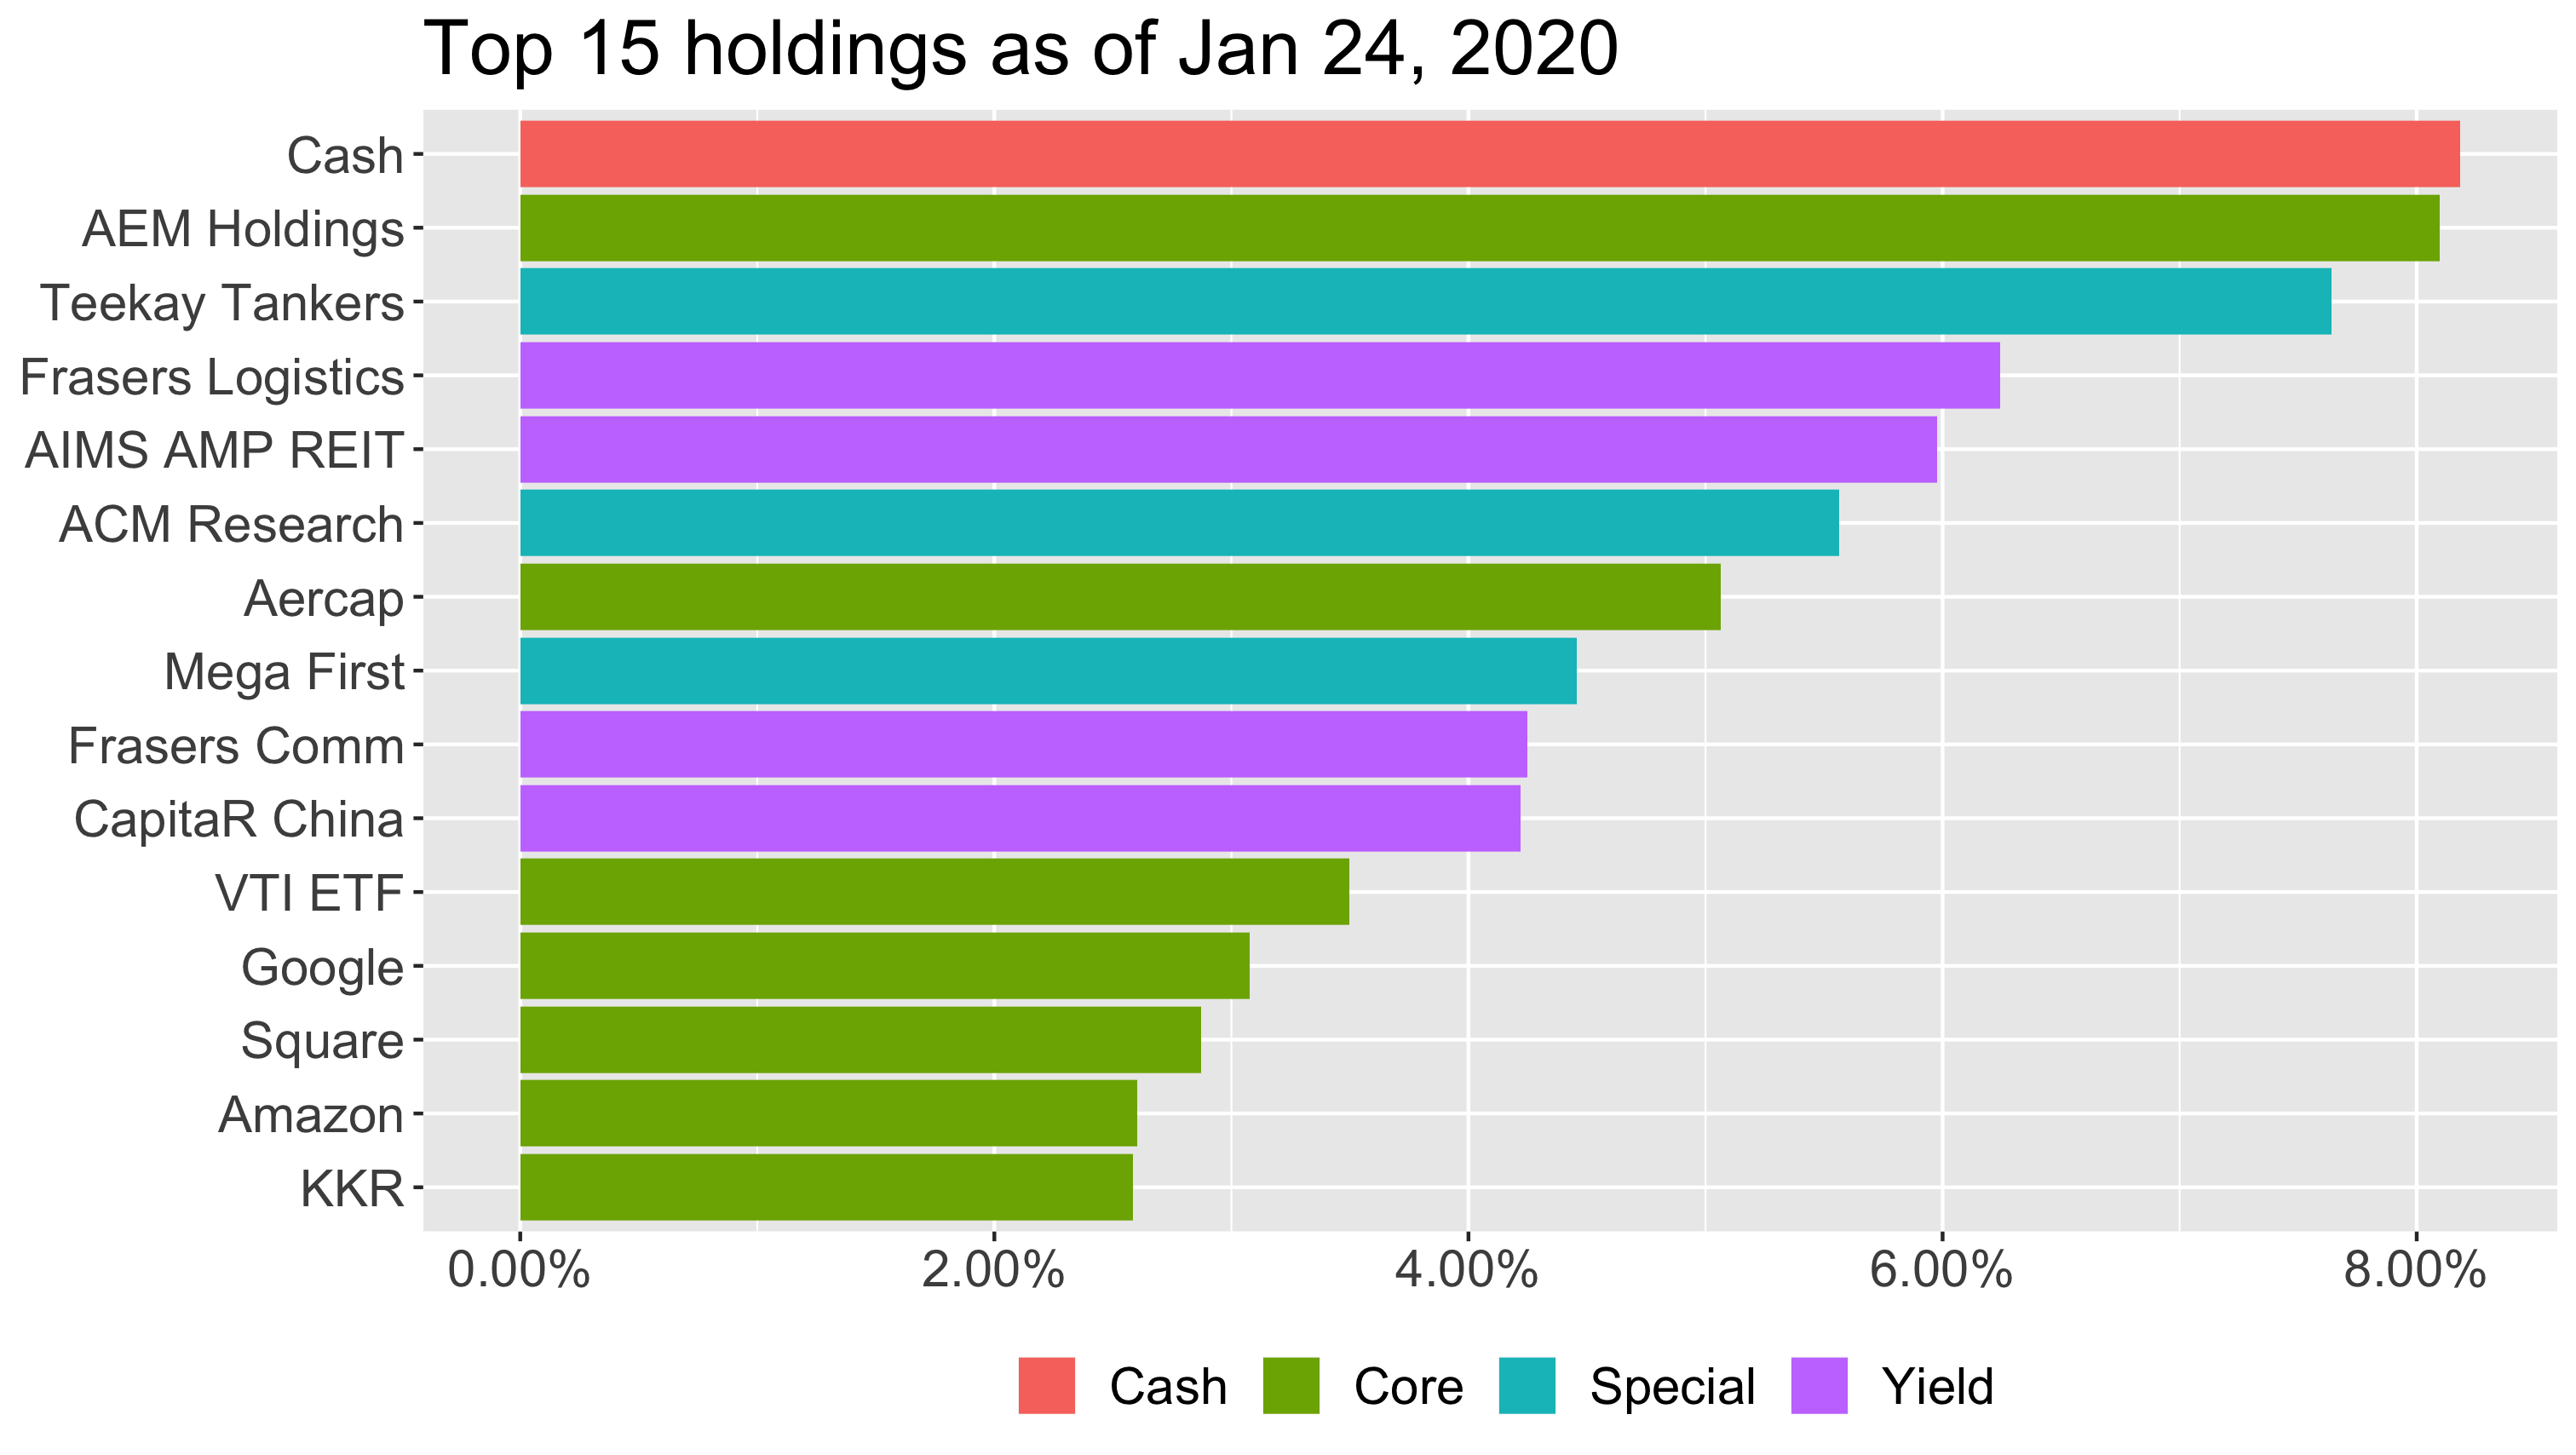 Top 15 holdings as of Jan 24, 2020
Cash
AEM Holdings
Teekay Tankers
Frasers Logistics
AIMS AMP REIT
ACM Research
Aercap
Mega First
Frasers Comm
CapitaR China
VTI ETF
Google
Square
Amazon
KKR
0.00% 2.00% 4.00% 6.00% 8.00%
Cash Core Special Yield